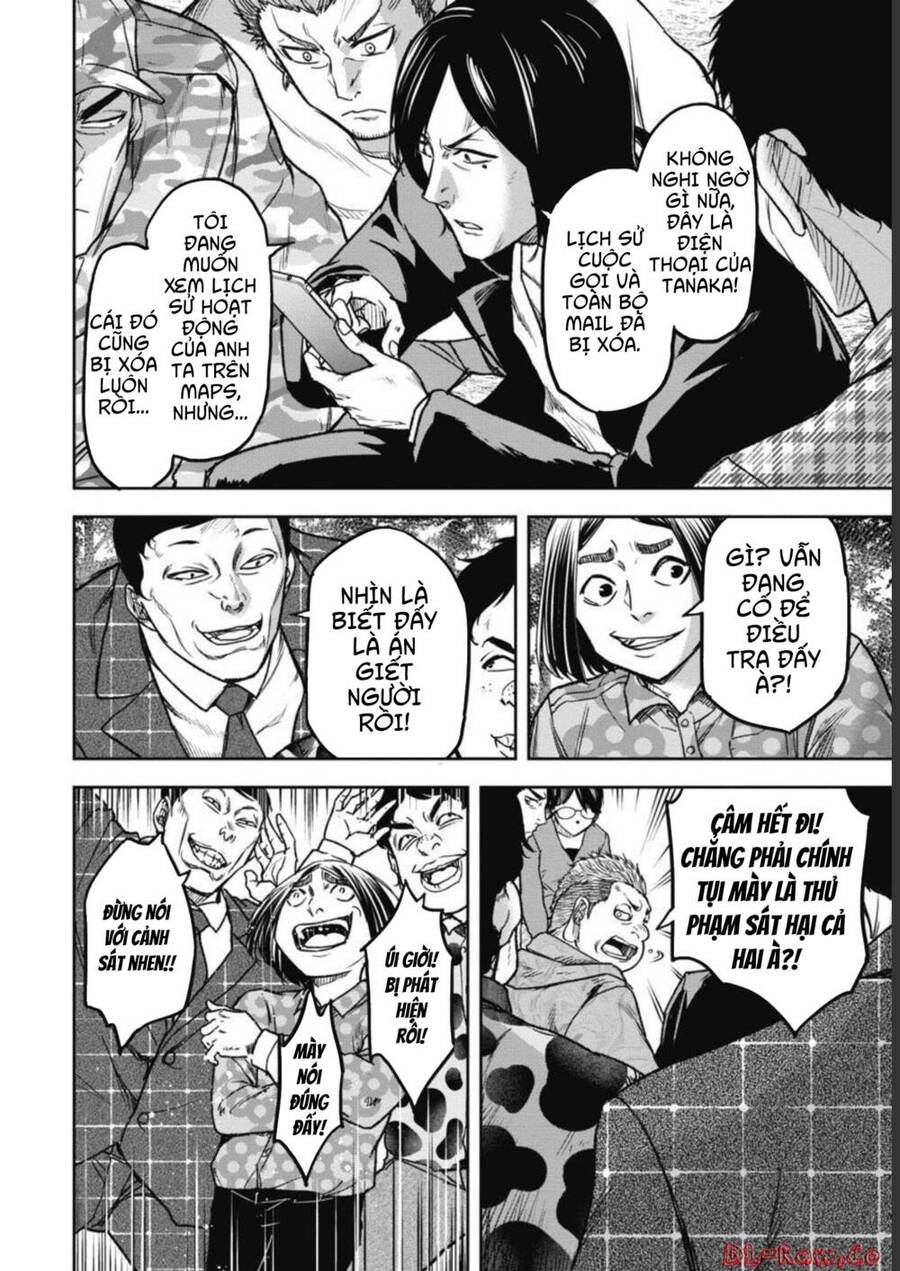 KHÔNG
NGHI NGỜ
GÌ NỮA,
ĐÂY LÀ
ĐIỆN
THOẠI CỦA
TANAKA!
LỊCH SỬ
CUỘC
GỌI VÀ
TOÀN BỘ
MAIL ĐÃ
BỊ XÓA.
TÔI
ĐANG
MUỐN
XEM LỊCH
SỬ HOẠT
ĐỘNG
CỦA ANH
TA TRÊN
MAPS,
NHƯNG...
CÁI ĐÓ
CŨNG
BỊ XÓA
LUÔN
RỒI...
GÌ? VẪN
ĐANG
CỐ ĐỂ
ĐIỀU
TRA ĐẤY
À?!
NHÌN LÀ
BIẾT ĐẤY
LÀ ÁN
GIẾT
NGƯỜI
RỒI!
CÂM HẾT ĐI!
CHẲNG PHẢI CHÍNH
TỤI MÀY LÀ THỦ
PHẠM SÁT HẠI CẢ
HAI À?!
ÚI GIỜI!
BỊ PHÁT
HIỆN
RỒI!
MÀY
NÓI
ĐÚNG
ĐẤY!
ĐỪNG NÓI
VỚI CẢNH
SÁT NHEN!!
DL-Raw.Co